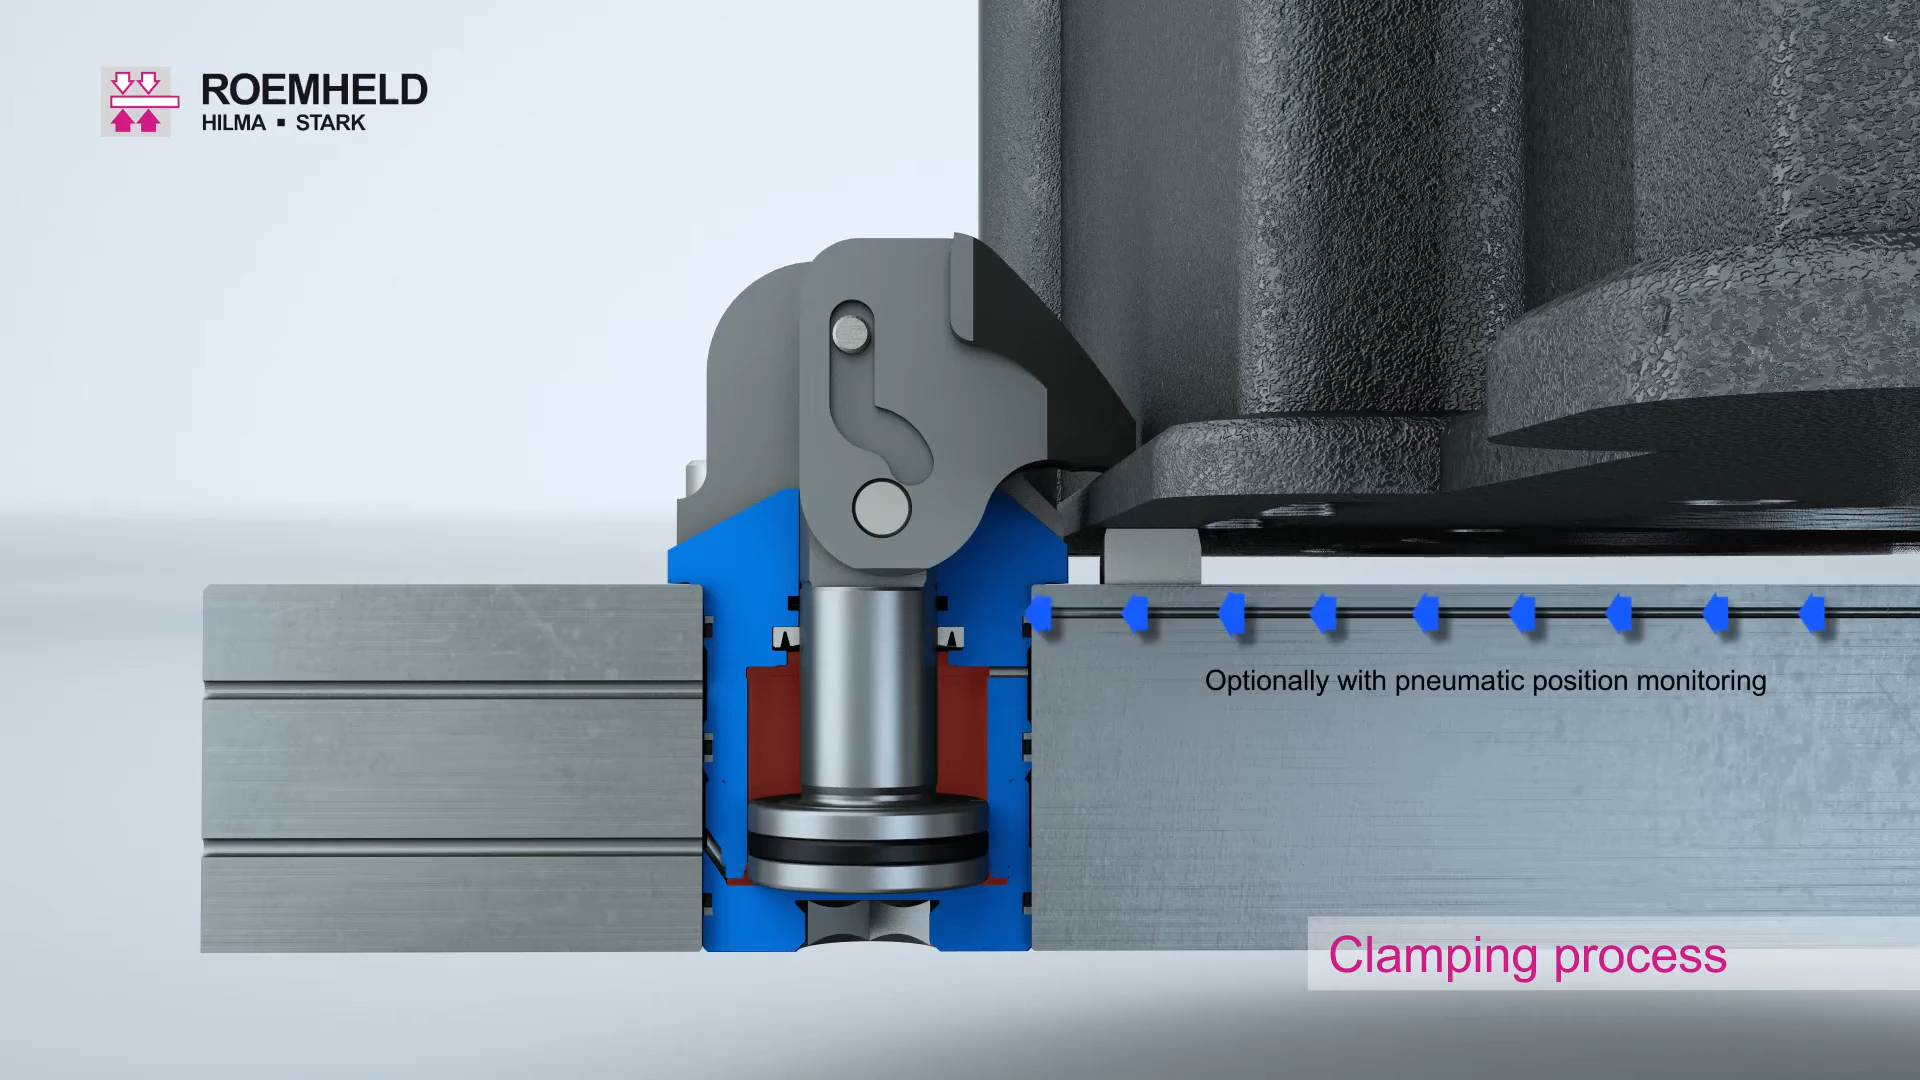 ROEMHELD
HILMA ▪ STARK
Optionally with pneumatic position monitoring
Clamping process